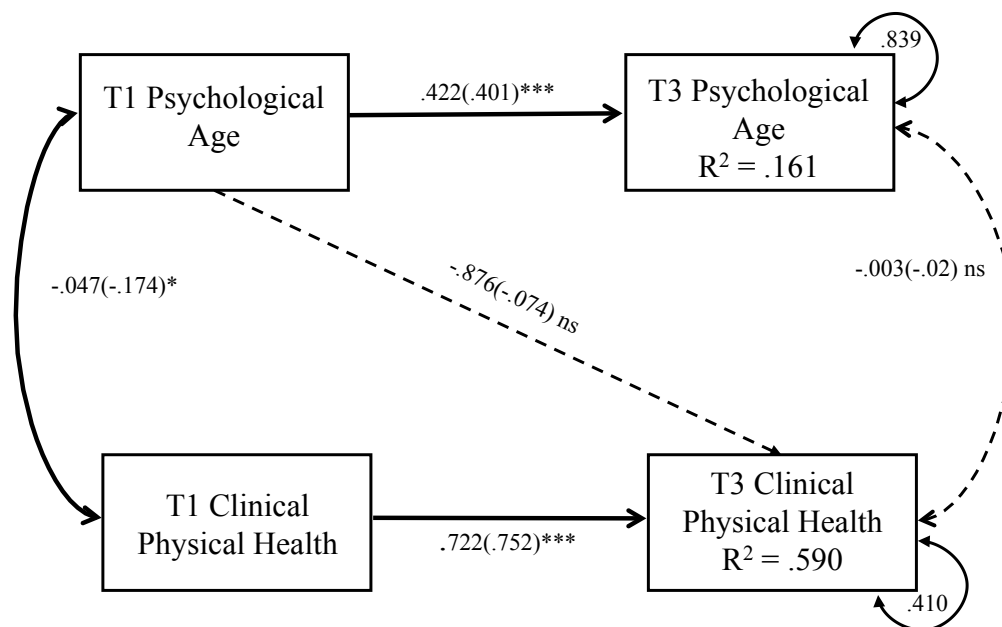 T1 Psychological
Age
.422(.401)***
T3 Psychological
Age
R² = .161
.839
-.047(-.174)*
-.876(-.074) ns
-.003(-.02) ns
T1 Clinical
Physical Health
.722(.752)***
T3 Clinical
Physical Health
R² = .590
.410